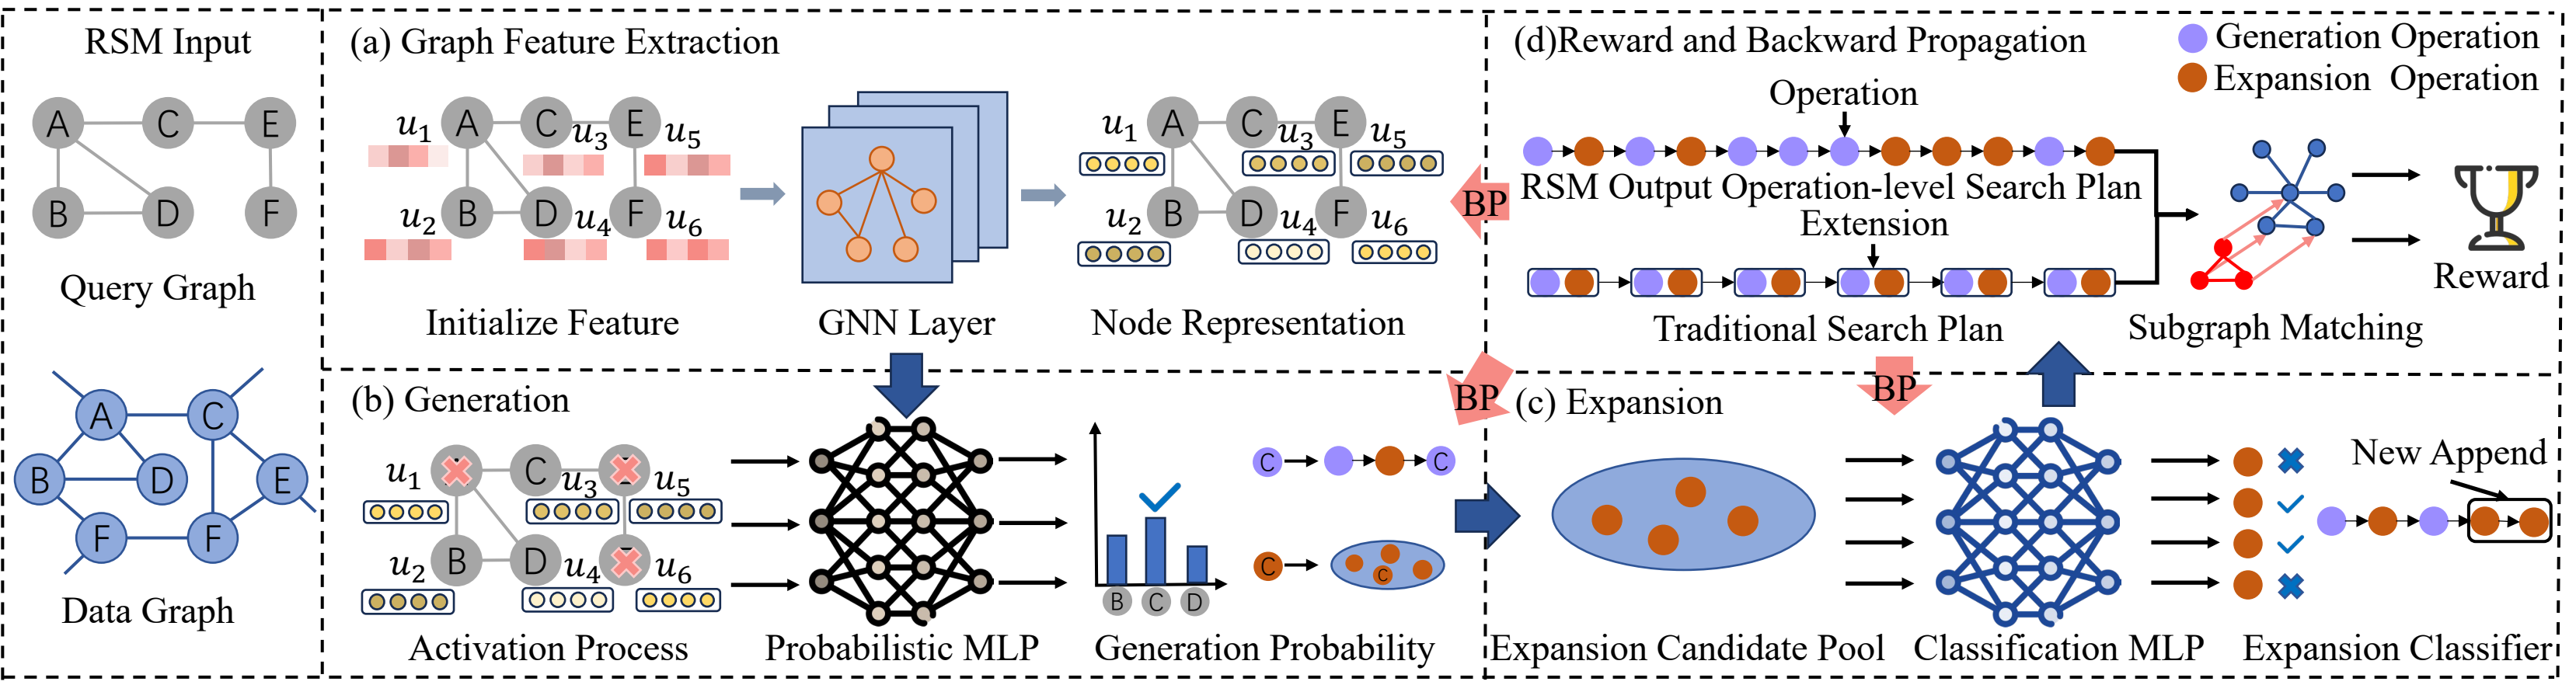 RSM Input
A
C
E
B
D
F
Query Graph
A
C
B
D
E
F
F
Data Graph
(a) Graph Feature Extraction
u1
A
C
u3
E
u5
u2
B
D
u4
F
u6
Initialize Feature
GNN Layer
u1
A
C
u3
E
u5
u2
B
D
u4
F
u6
Node Representation
(b) Generation
u1
C
u3
u5
u2
B
D
u4
u6
Activation Process
Probabilistic MLP
B C D
C
C
C
C
Generation Probability
BP
BP
BP
(c) Expansion
Expansion Candidate Pool
Classification MLP
New Append
Expansion Classifier
(d)Reward and Backward Propagation
Generation Operation
Expansion Operation
Operation
RSM Output Operation-level Search Plan
Extension
Traditional Search Plan
Subgraph Matching
Reward